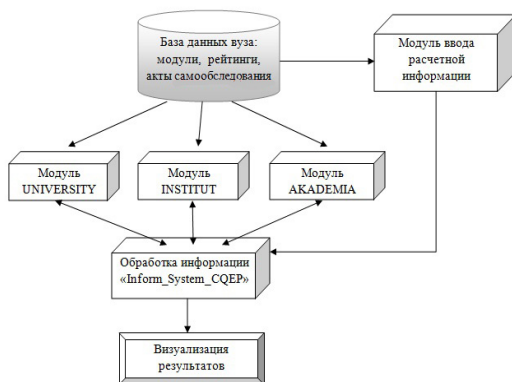 База данных вуза:
модули, рейтинги,
акты самообследования
Модуль ввода
расчетной
информации
Модуль
UNIVERSITY
Модуль
INSTITUT
Модуль
AKADEMIA
Обработка информации
«Inform_System_CQEP»
Визуализация
результатов